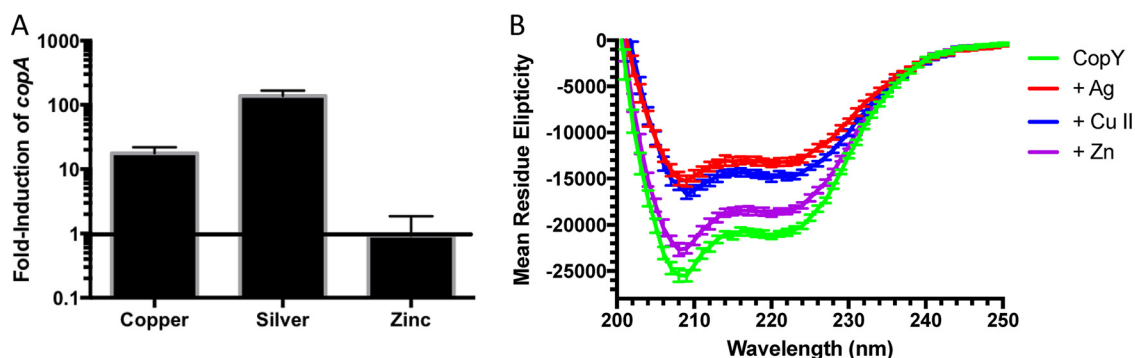 A
Fold-Induction of copA
1000
100
10
1
0.1
Copper Silver Zinc
B
Mean Residue Elipticity
0
-5000
-10000
-15000
-20000
-25000
200 210 220 230 240 250
Wavelength (nm)
CopY
+ Ag
+ Cu II
+ Zn